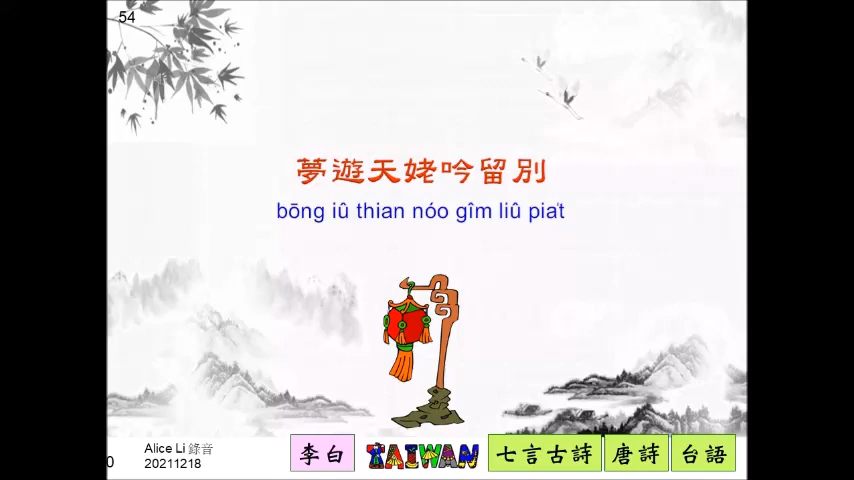 54
夢遊天姥吟留別
bōng iû thian nóo gîm liû pia̍t
Alice Li 錄音
20211218
0
李白
TAIWAN
七言古詩
唐詩
台語